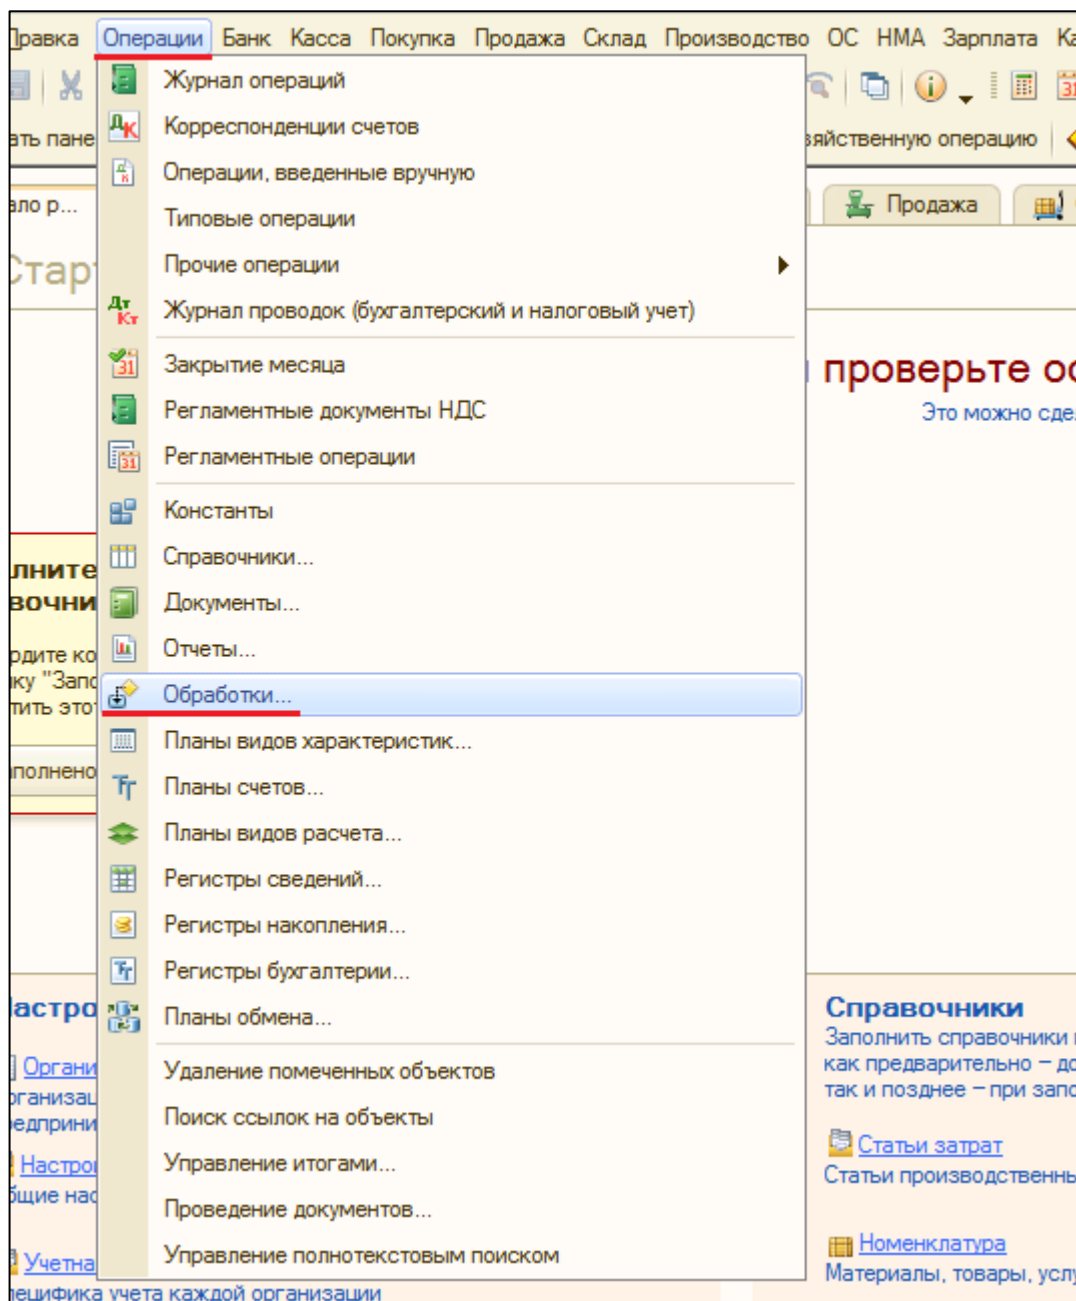 Правка Операции Банк Касса Покупка Продажа Склад Производство ОС НМА Зарплата
31
операцию
Продажа
Журнал операций
Корреспонденции счетов
Операции, введенные вручную
Типовые операции
Прочие операции
Журнал проводок (бухгалтерский и налоговый учет)
Закрытие месяца
Регламентные документы НДС
Регламентные операции
Константы
Справочники...
Документы...
Отчеты...
Обработки...
Планы видов характеристик...
Планы счетов...
Планы видов расчета...
Регистры сведений...
Регистры накопления...
Регистры бухгалтерии...
Планы обмена...
Удаление помеченных объектов
Поиск ссылок на объекты
Управление итогами...
Проведение документов...
Управление полнотекстовым поиском
проверьте
Это можно
учета каждой организации
Справочники
Заполнить справочники
как предварительно –
так и позднее – при
Статьи затрат
Статьи
Номенклатура
Материалы, товары,